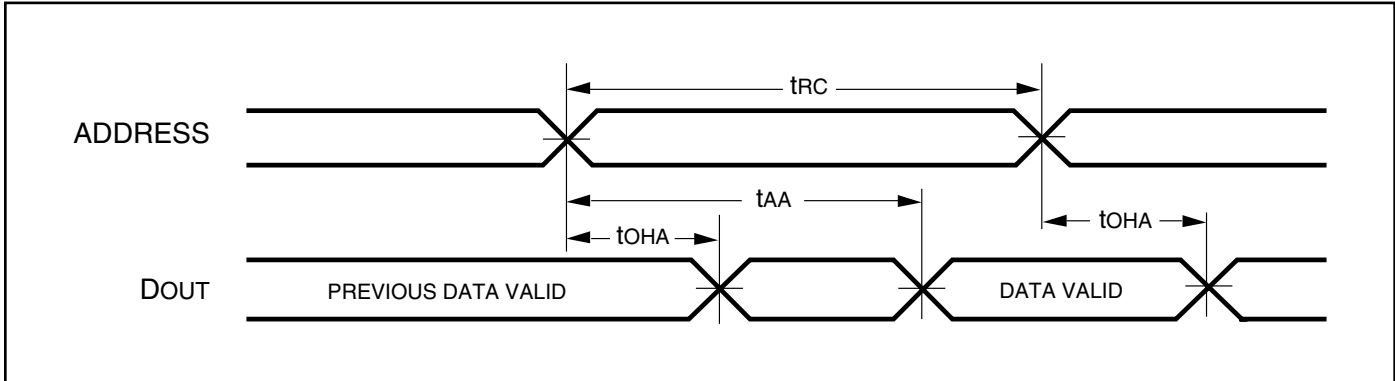 tRC
ADDRESS
tAA
tOHA
tOHA
DOUT
PREVIOUS DATA VALID
DATA VALID